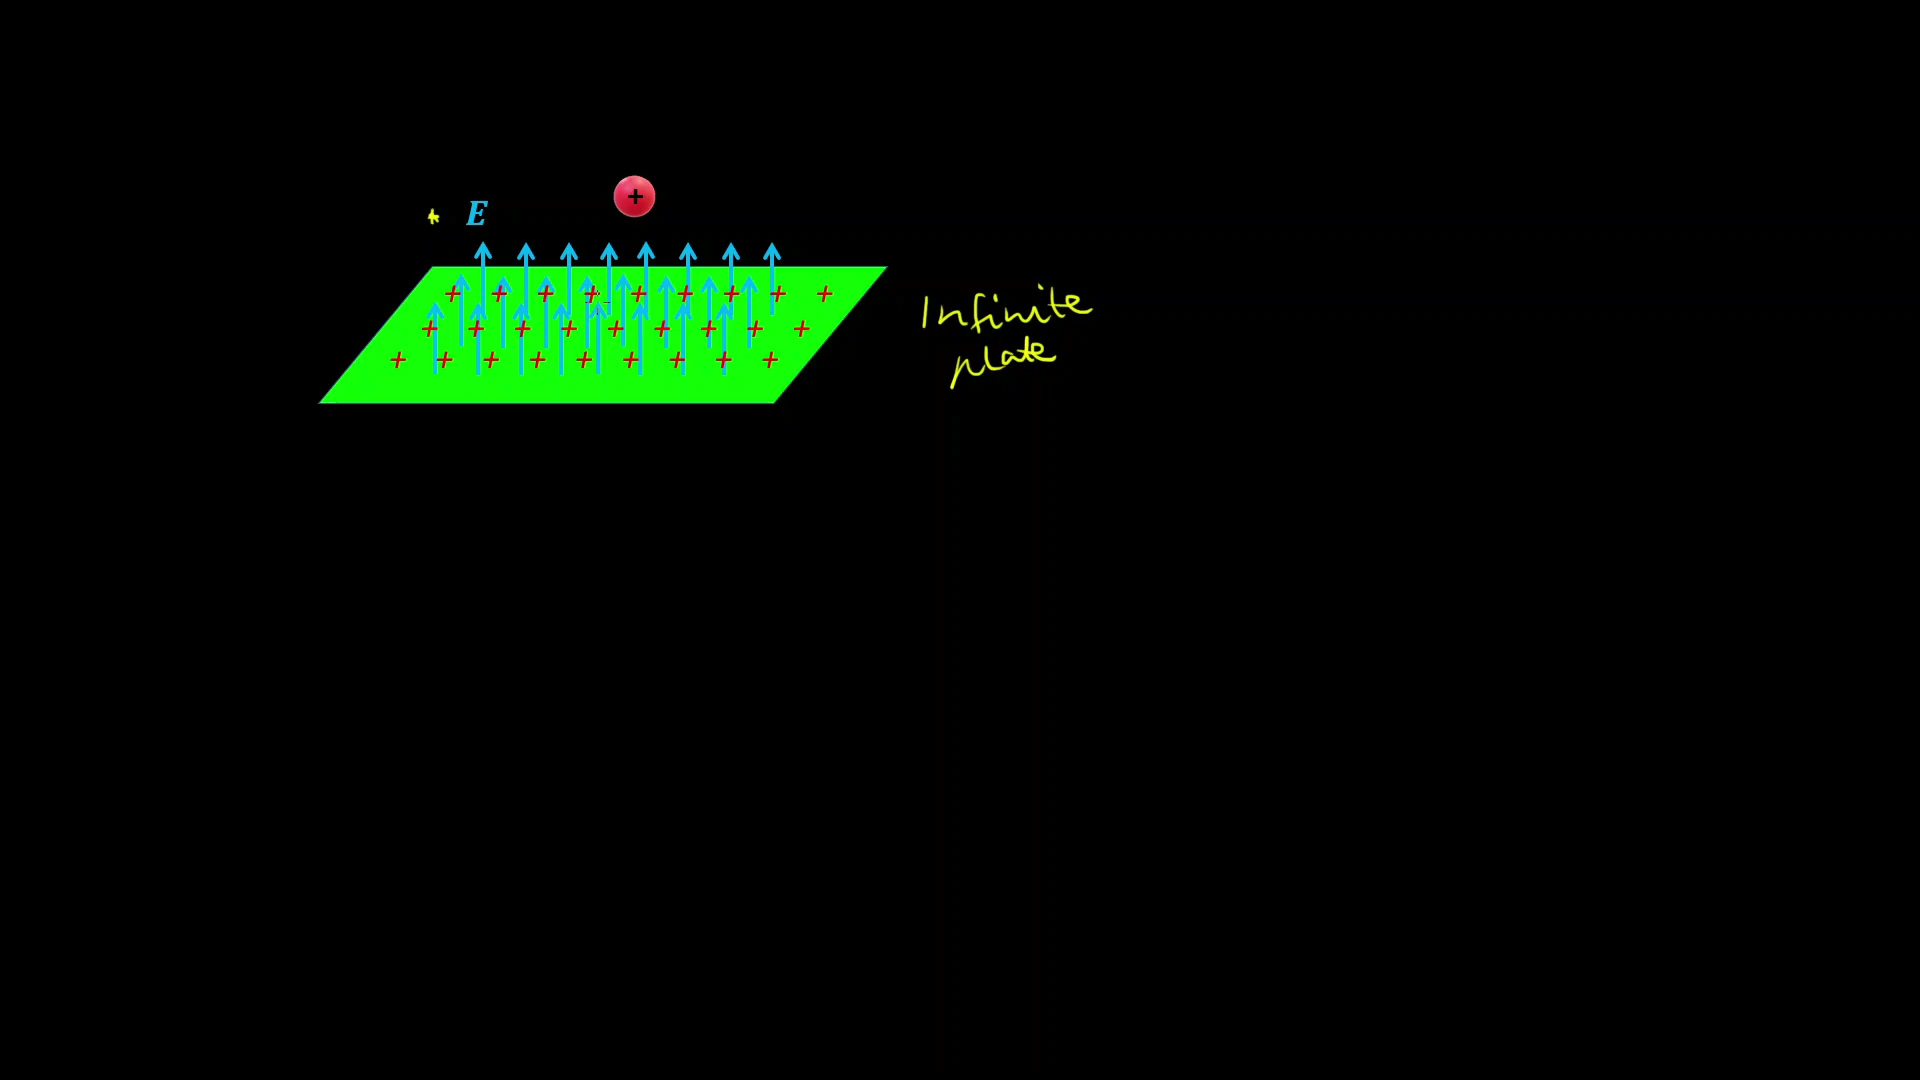 +
E
+ + + + + + + + +
+ + + + + + + + +
+ + + + + + + + +
Infinite
plate